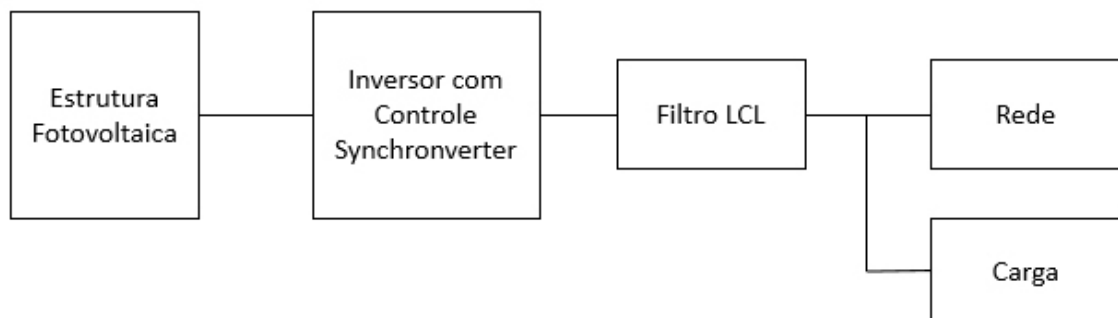 Estrutura
Fotovoltaica
Inversor com
Controle
Synchronverter
Filtro LCL
Rede
Carga